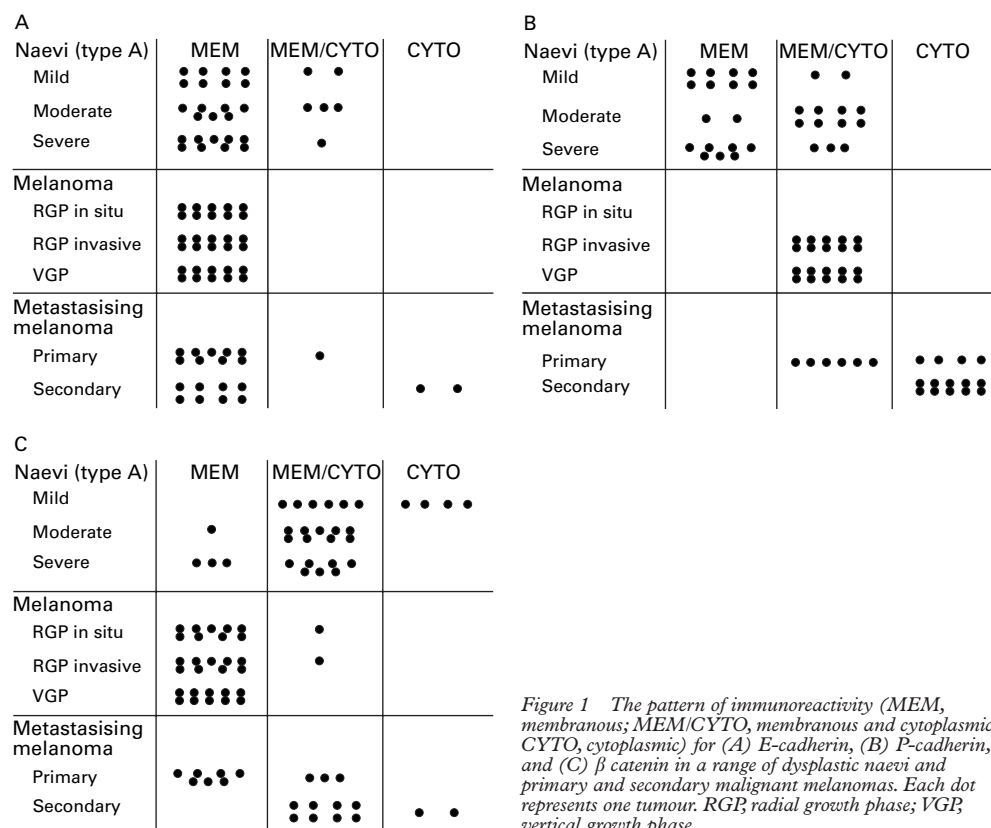 A
Naevi (type A) MEM MEM/CYTO CYTO
Mild
Moderate
Severe
Melanoma
RGP in situ
RGP invasive
VGP
Metastasising
melanoma
Primary
Secondary
B
Naevi (type A) MEM MEM/CYTO CYTO
Mild
Moderate
Severe
Melanoma
RGP in situ
RGP invasive
VGP
Metastasising
melanoma
Primary
Secondary
C
Naevi (type A) MEM MEM/CYTO CYTO
Mild
Moderate
Severe
Melanoma
RGP in situ
RGP invasive
VGP
Metastasising
melanoma
Primary
Secondary
Figure 1 The pattern of immunoreactivity (MEM,
membranous; MEM/CYTO, membranous and cytoplasmic
CYTO, cytoplasmic) for (A) E-cadherin, (B) P-cadherin,
and (C) β catenin in a range of dysplastic naevi and
primary and secondary malignant melanomas. Each dot
represents one tumour. RGP, radial growth phase; VGP,
vertical growth phase